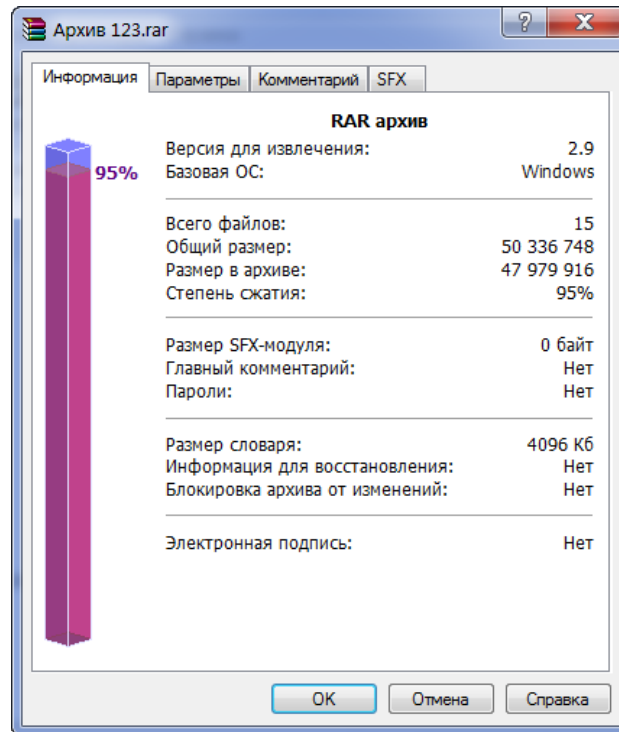 Архив 123.rar
Информация Параметры Комментарий SFX
RAR архив
95%
Версия для извлечения: 2.9
Базовая ОС: Windows
Всего файлов: 15
Общий размер: 50 336 748
Размер в архиве: 47 979 916
Степень сжатия: 95%
Размер SFX-модуля: 0 байт
Главный комментарий: Нет
Пароли: Нет
Размер словаря: 4096 Кб
Информация для восстановления: Нет
Блокировка архива от изменений: Нет
Электронная подпись: Нет
OK Отмена Справка